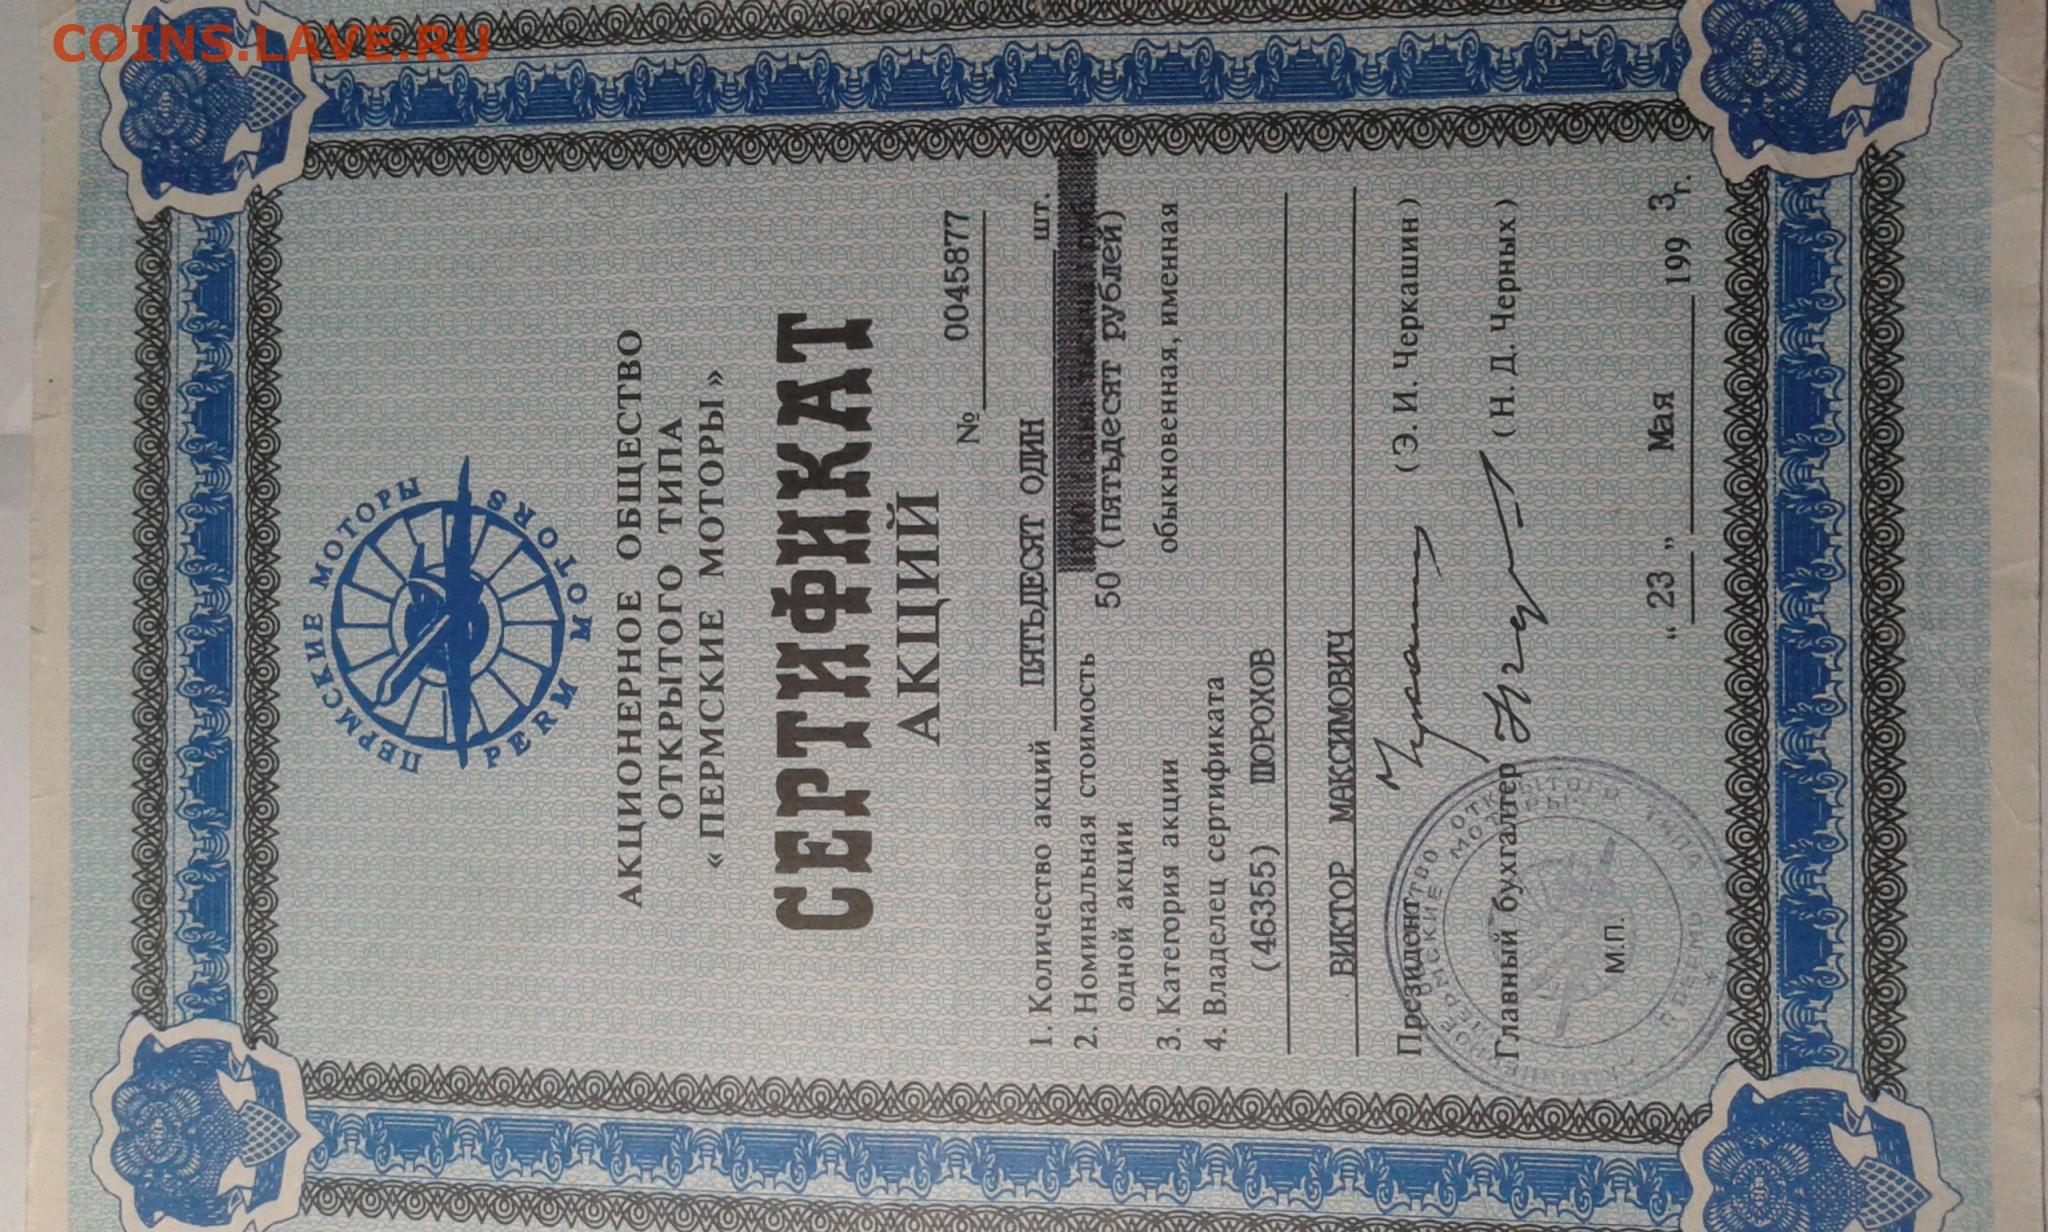 COINS.LAVE.RU
ПЕРМСКИЕ МОТОРЫ
PERM MOTORS
АКЦИОНЕРНОЕ ОБЩЕСТВО
ОТКРЫТОГО ТИПА
«ПЕРМСКИЕ МОТОРЫ»
СЕРТИФИКАТ
АКЦИЙ
№ 0045877
1. Количество акций ПЯТЬДЕСЯТ ОДИН шт.
2. Номинальная стоимость
одной акции 50 (пятьдесят рублей)
3. Категория акции обыкновенная, именная
4. Владелец сертификата
(46355) ШОРОХОВ
ВИКТОР МАКСИМОВИЧ
Президент (Э. И. Черкашин)
Главный бухгалтер (Н. Д. Черных)
М.П.
“ 23 ” Мая 199 3 г.
ОТКРЫТОГО ТИПА